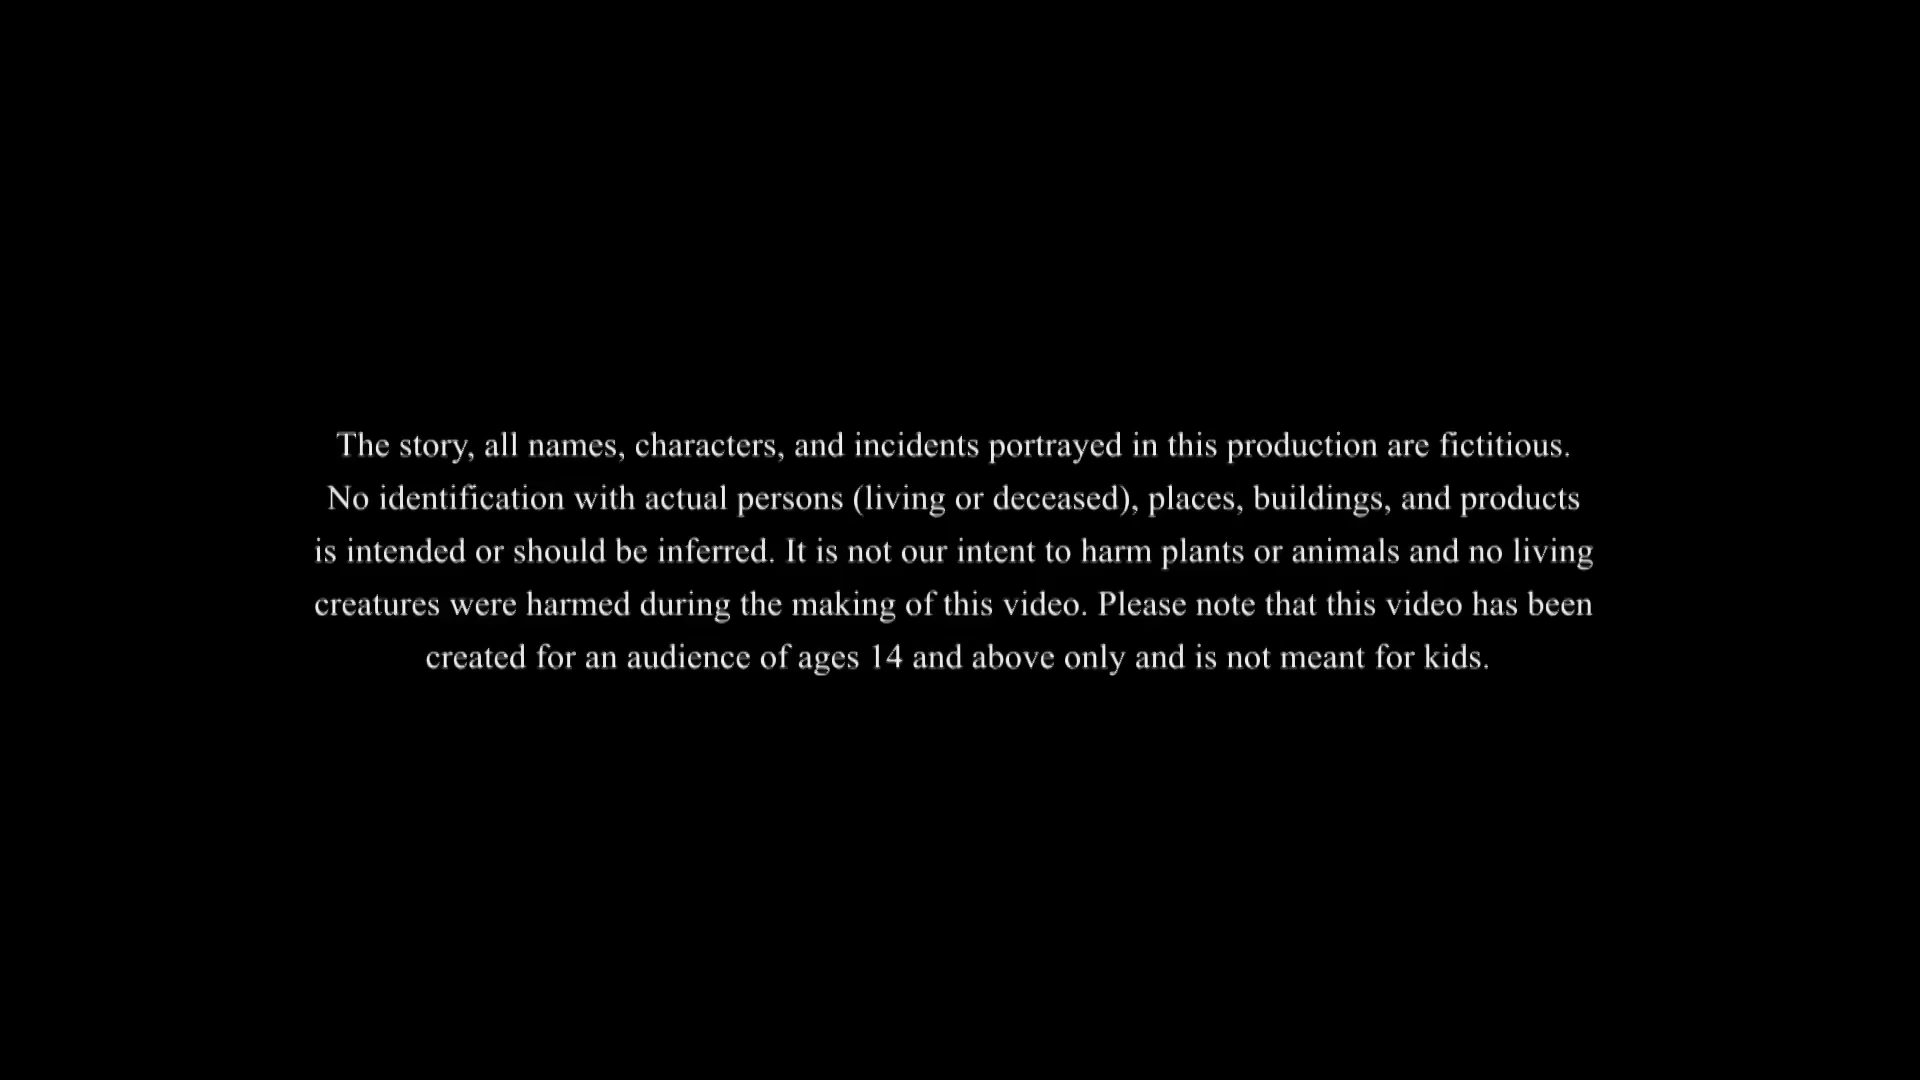 The story, all names, characters, and incidents portrayed in this production are fictitious.
No identification with actual persons (living or deceased), places, buildings, and products
is intended or should be inferred. It is not our intent to harm plants or animals and no living
creatures were harmed during the making of this video. Please note that this video has been
created for an audience of ages 14 and above only and is not meant for kids.